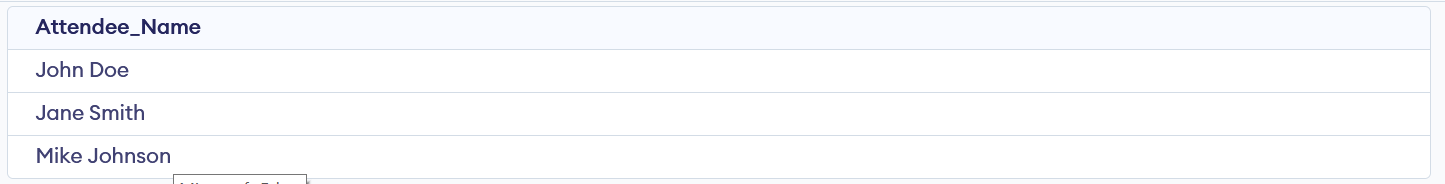 Attendee_Name
John Doe
Jane Smith
Mike Johnson